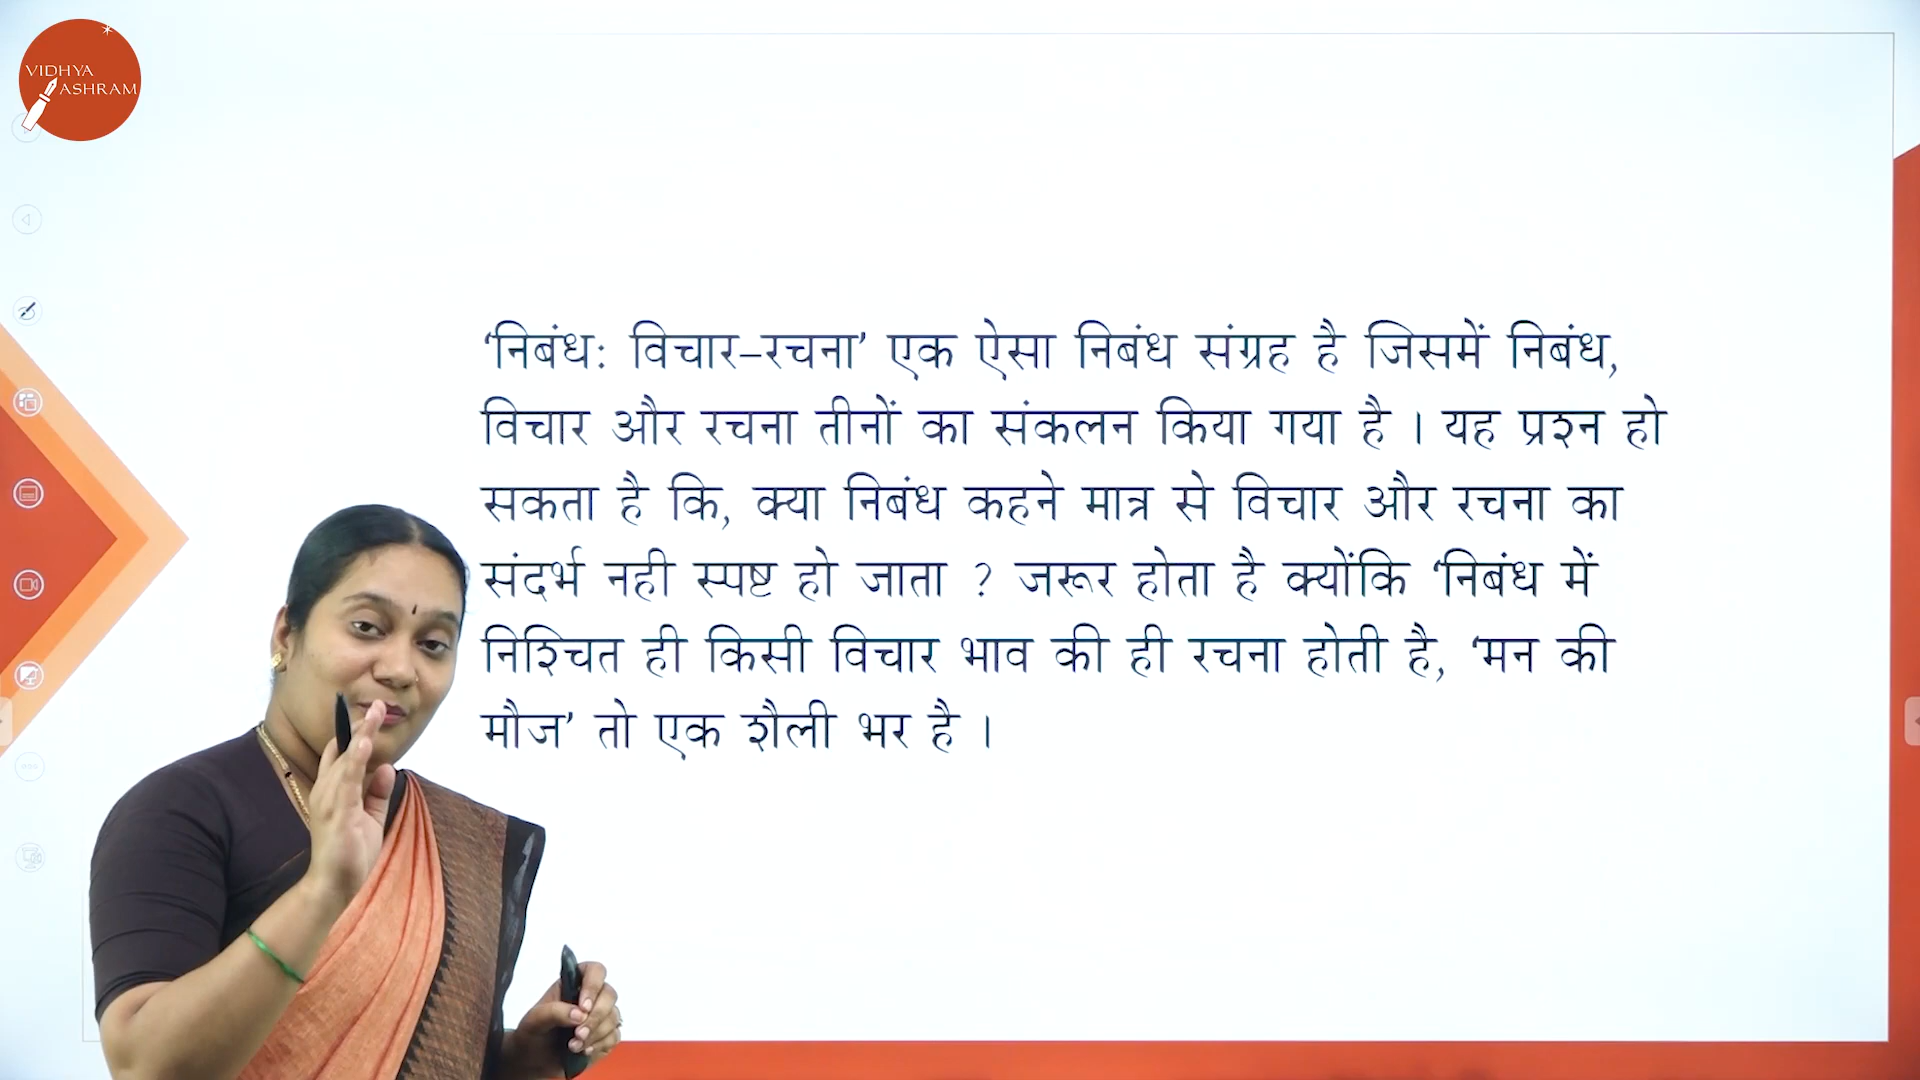 VIDHYA
ASHRAM
‘निबंध: विचार–रचना’ एक ऐसा निबंध संग्रह है जिसमें निबंध,
विचार और रचना तीनों का संकलन किया गया है । यह प्रश्न हो
सकता है कि, क्या निबंध कहने मात्र से विचार और रचना का
संदर्भ नही स्पष्ट हो जाता ? जरूर होता है क्योंकि ‘निबंध में
निश्चित ही किसी विचार भाव की ही रचना होती है, ‘मन की
मौज’ तो एक शैली भर है ।